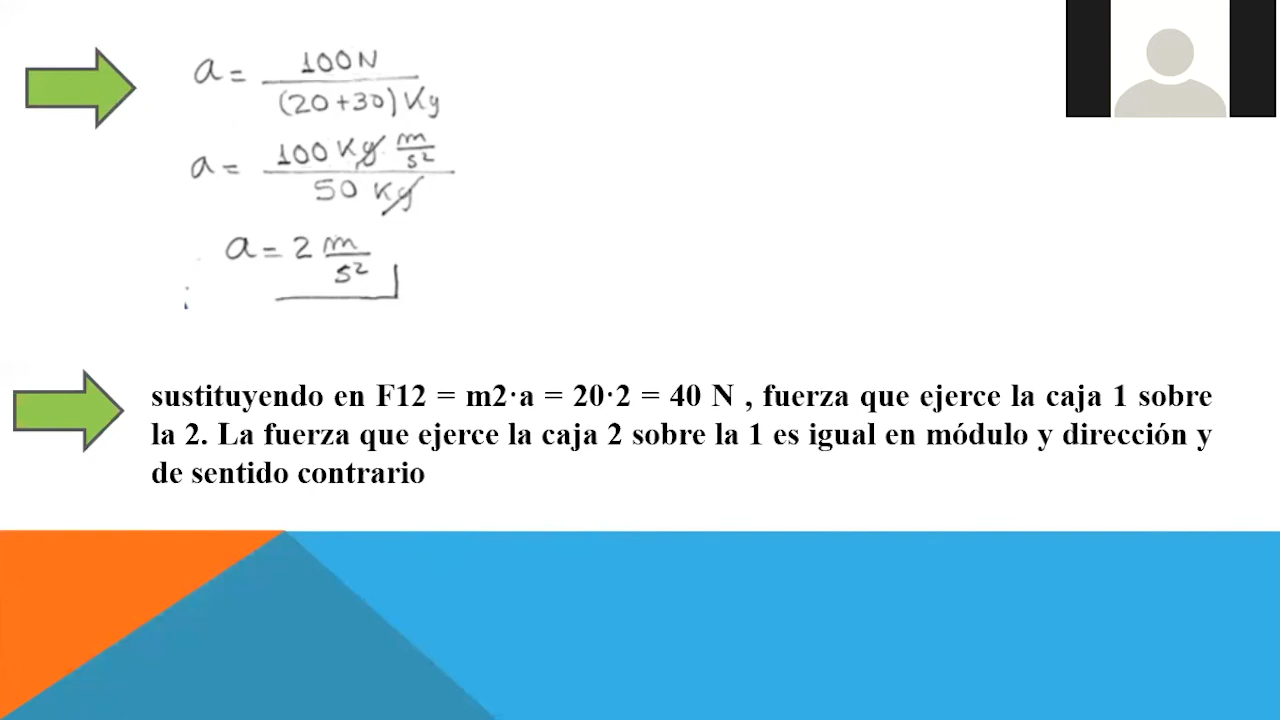 a = 100N
(20+30) Kg
a = 100 Kg m
s²
50 Kg
a = 2 m
s²
sustituyendo en F12 = m2·a = 20·2 = 40 N , fuerza que ejerce la caja 1 sobre
la 2. La fuerza que ejerce la caja 2 sobre la 1 es igual en módulo y dirección y
de sentido contrario